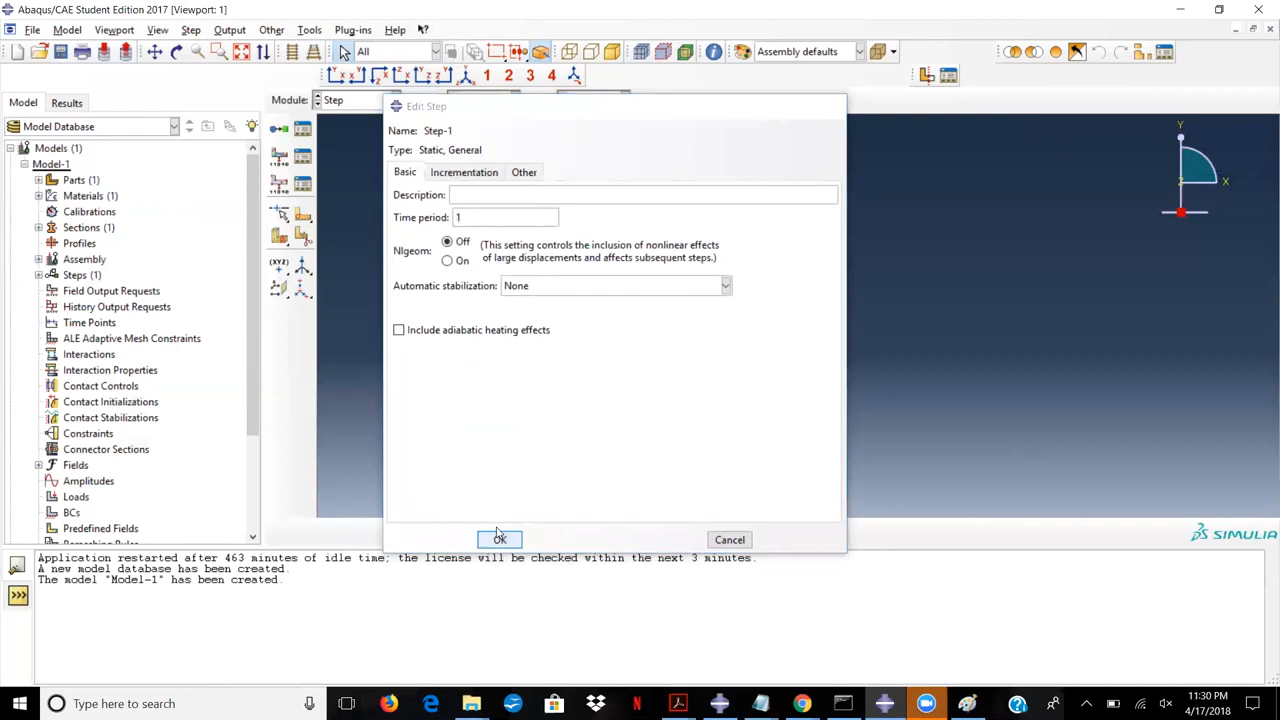 Abaqus/CAE Student Edition 2017 [Viewport: 1]
File Model Viewport View Step Output Other Tools Plug-ins Help
All
Assembly defaults
1 2 3 4
Model Results
Module: Step
Model Database
Models (1)
Model-1
Parts (1)
Materials (1)
Calibrations
Sections (1)
Profiles
Assembly
Steps (1)
Field Output Requests
History Output Requests
Time Points
ALE Adaptive Mesh Constraints
Interactions
Interaction Properties
Contact Controls
Contact Initializations
Contact Stabilizations
Constraints
Connector Sections
Fields
Amplitudes
Loads
BCs
Predefined Fields
Edit Step
Name: Step-1
Type: Static, General
Basic Incrementation Other
Description:
Time period: 1
Nlgeom: Off (This setting controls the inclusion of nonlinear effects
On of large displacements and affects subsequent steps.)
Automatic stabilization: None
Include adiabatic heating effects
OK Cancel
Y
Z X
SIMULIA
Application restarted after 463 minutes of idle time; the license will be checked within the next 3 minutes.
A new model database has been created.
The model "Model-1" has been created.
>>>
Type here to search
11:30 PM
4/17/2018